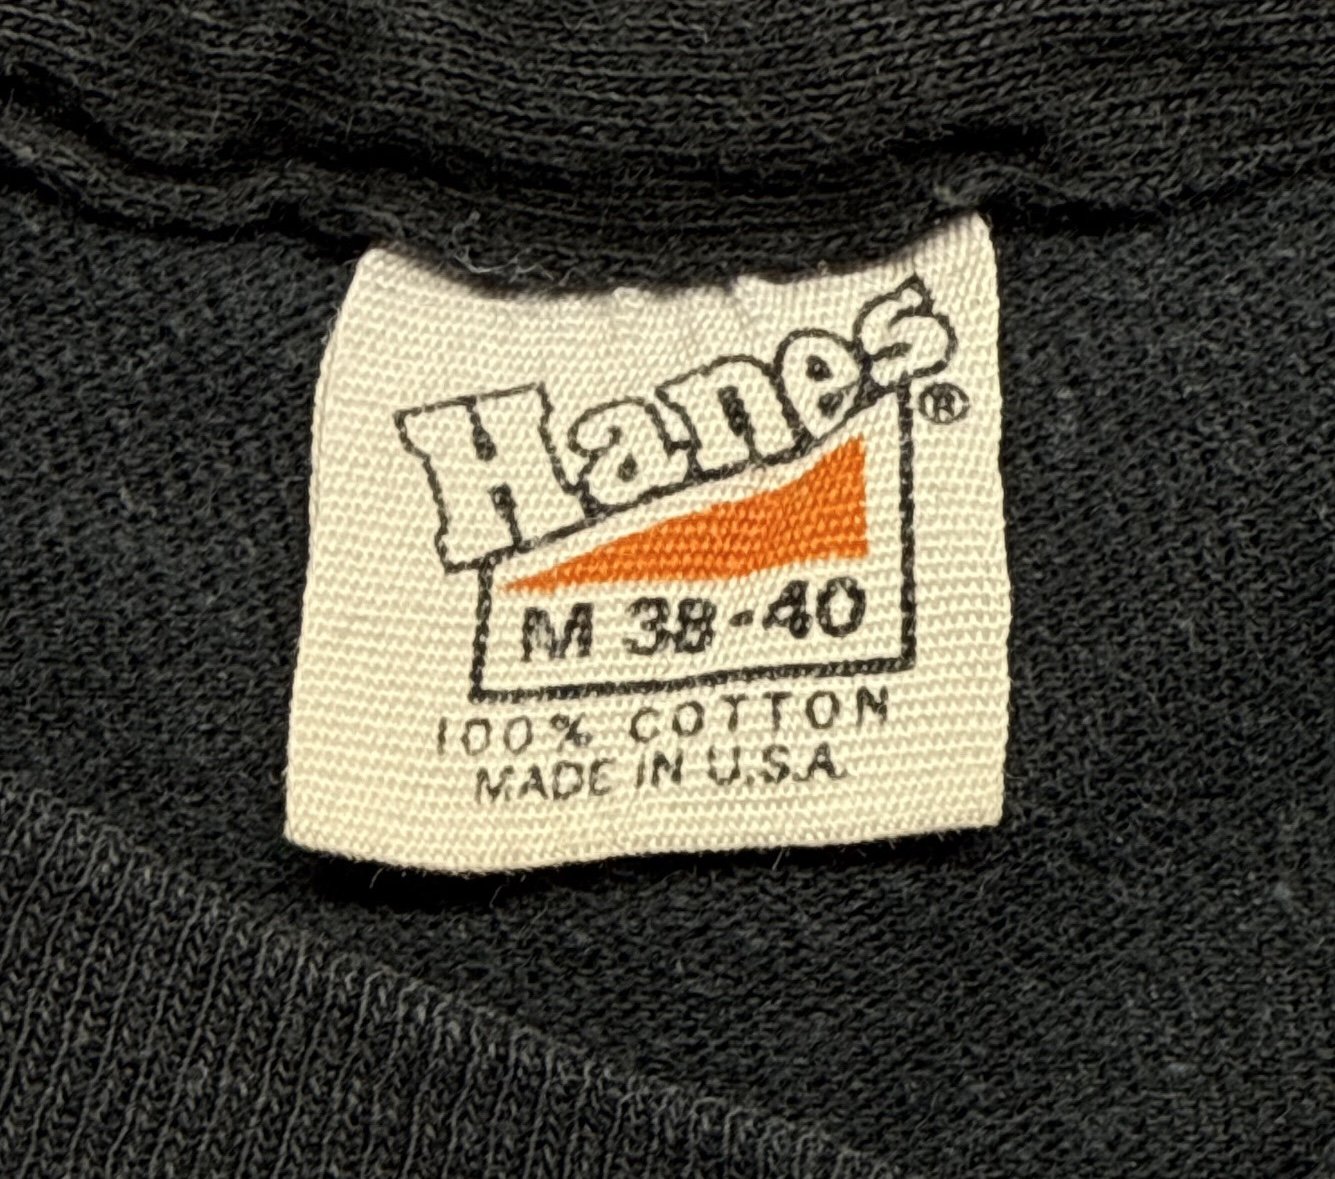 Hanes®
M 38-40
100% COTTON
MADE IN U.S.A.